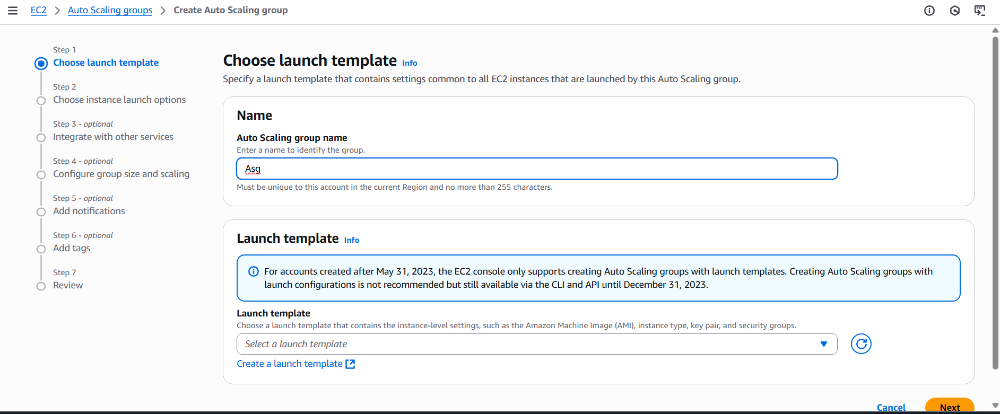 EC2 > Auto Scaling groups > Create Auto Scaling group
Step 1
Choose launch template
Step 2
Choose instance launch options
Step 3 - optional
Integrate with other services
Step 4 - optional
Configure group size and scaling
Step 5 - optional
Add notifications
Step 6 - optional
Add tags
Step 7
Review
Choose launch template Info
Specify a launch template that contains settings common to all EC2 instances that are launched by this Auto Scaling group.
Name
Auto Scaling group name
Enter a name to identify the group.
Asg
Must be unique to this account in the current Region and no more than 255 characters.
Launch template Info
For accounts created after May 31, 2023, the EC2 console only supports creating Auto Scaling groups with launch templates. Creating Auto Scaling groups with
launch configurations is not recommended but still available via the CLI and API until December 31, 2023.
Launch template
Choose a launch template that contains the instance-level settings, such as the Amazon Machine Image (AMI), instance type, key pair, and security groups.
Select a launch template
Create a launch template
Cancel Next